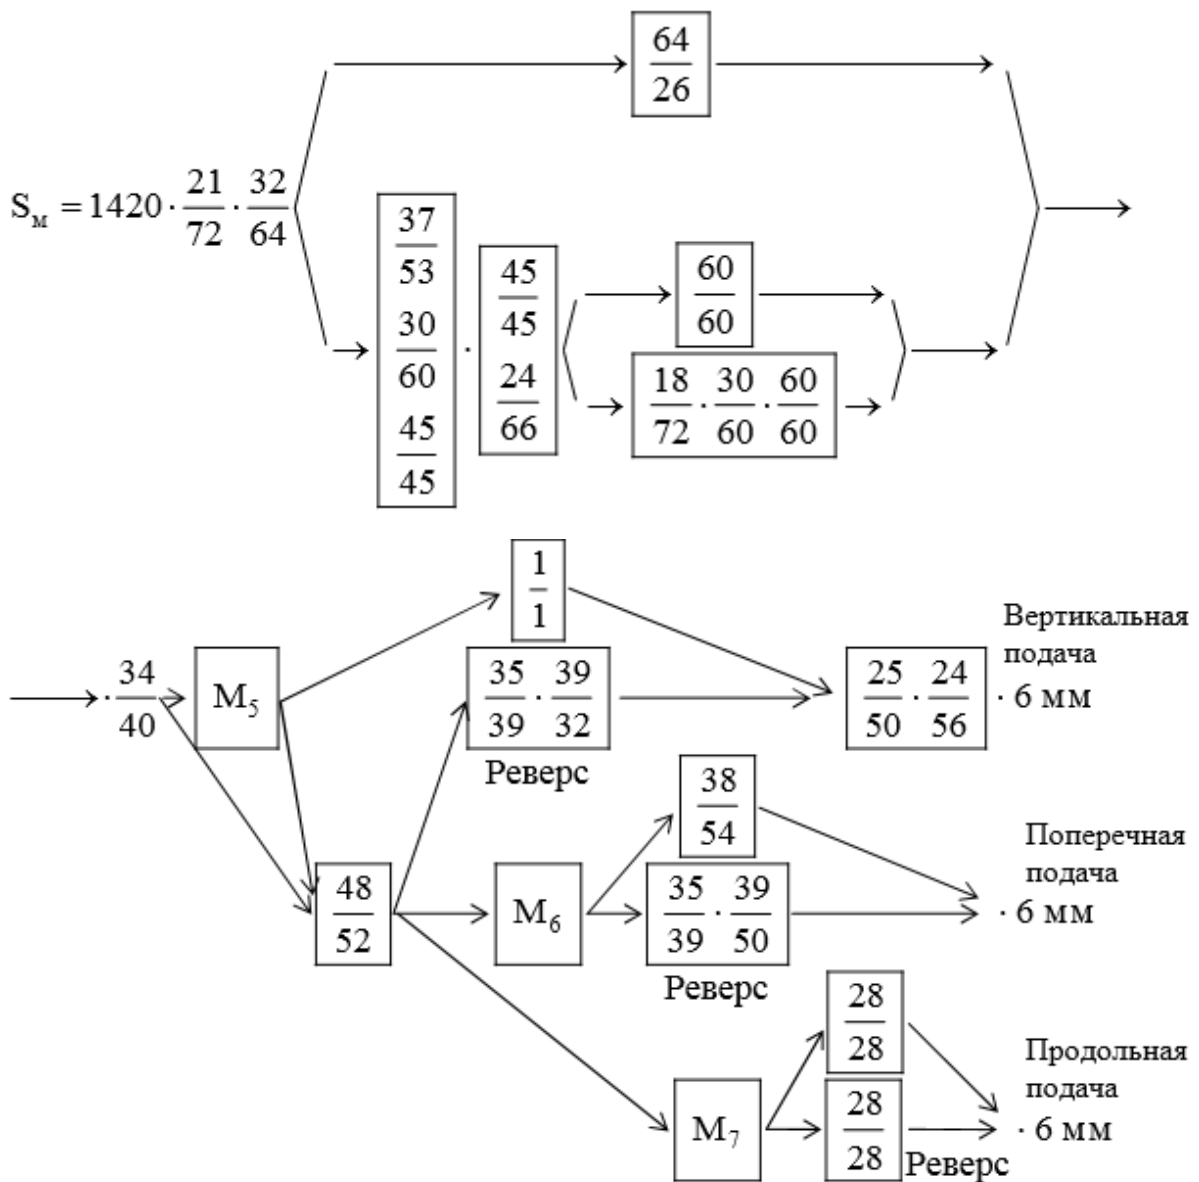 64/26
Sм = 1420 · 21/72 · 32/64
37/53
30/60
45/45
·
45/45
24/66
60/60
18/72 · 30/60 · 60/60
1/1
· 34/40
M5
35/39 · 39/32
Реверс
25/50 · 24/56 · 6 мм
Вертикальная
подача
48/52
M6
38/54
35/39 · 39/50
Реверс
· 6 мм
Поперечная
подача
M7
28/28
28/28
Реверс
· 6 мм
Продольная
подача